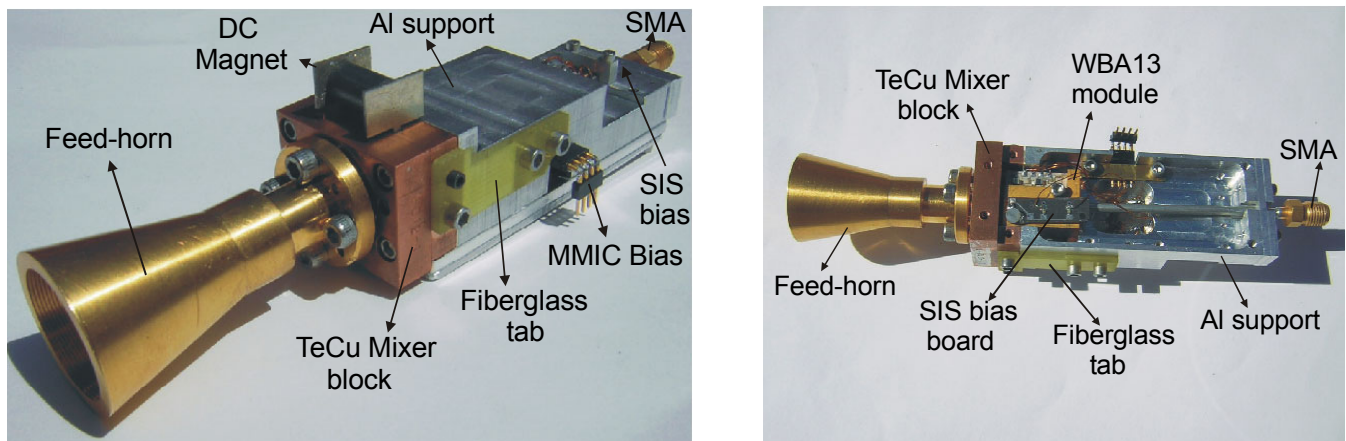 DC
Magnet
Al support
SMA
Feed-horn
SIS
bias
MMIC Bias
Fiberglass
tab
TeCu Mixer
block
TeCu Mixer
block
WBA13
module
SMA
Feed-horn
SIS bias
board
Fiberglass
tab
Al support